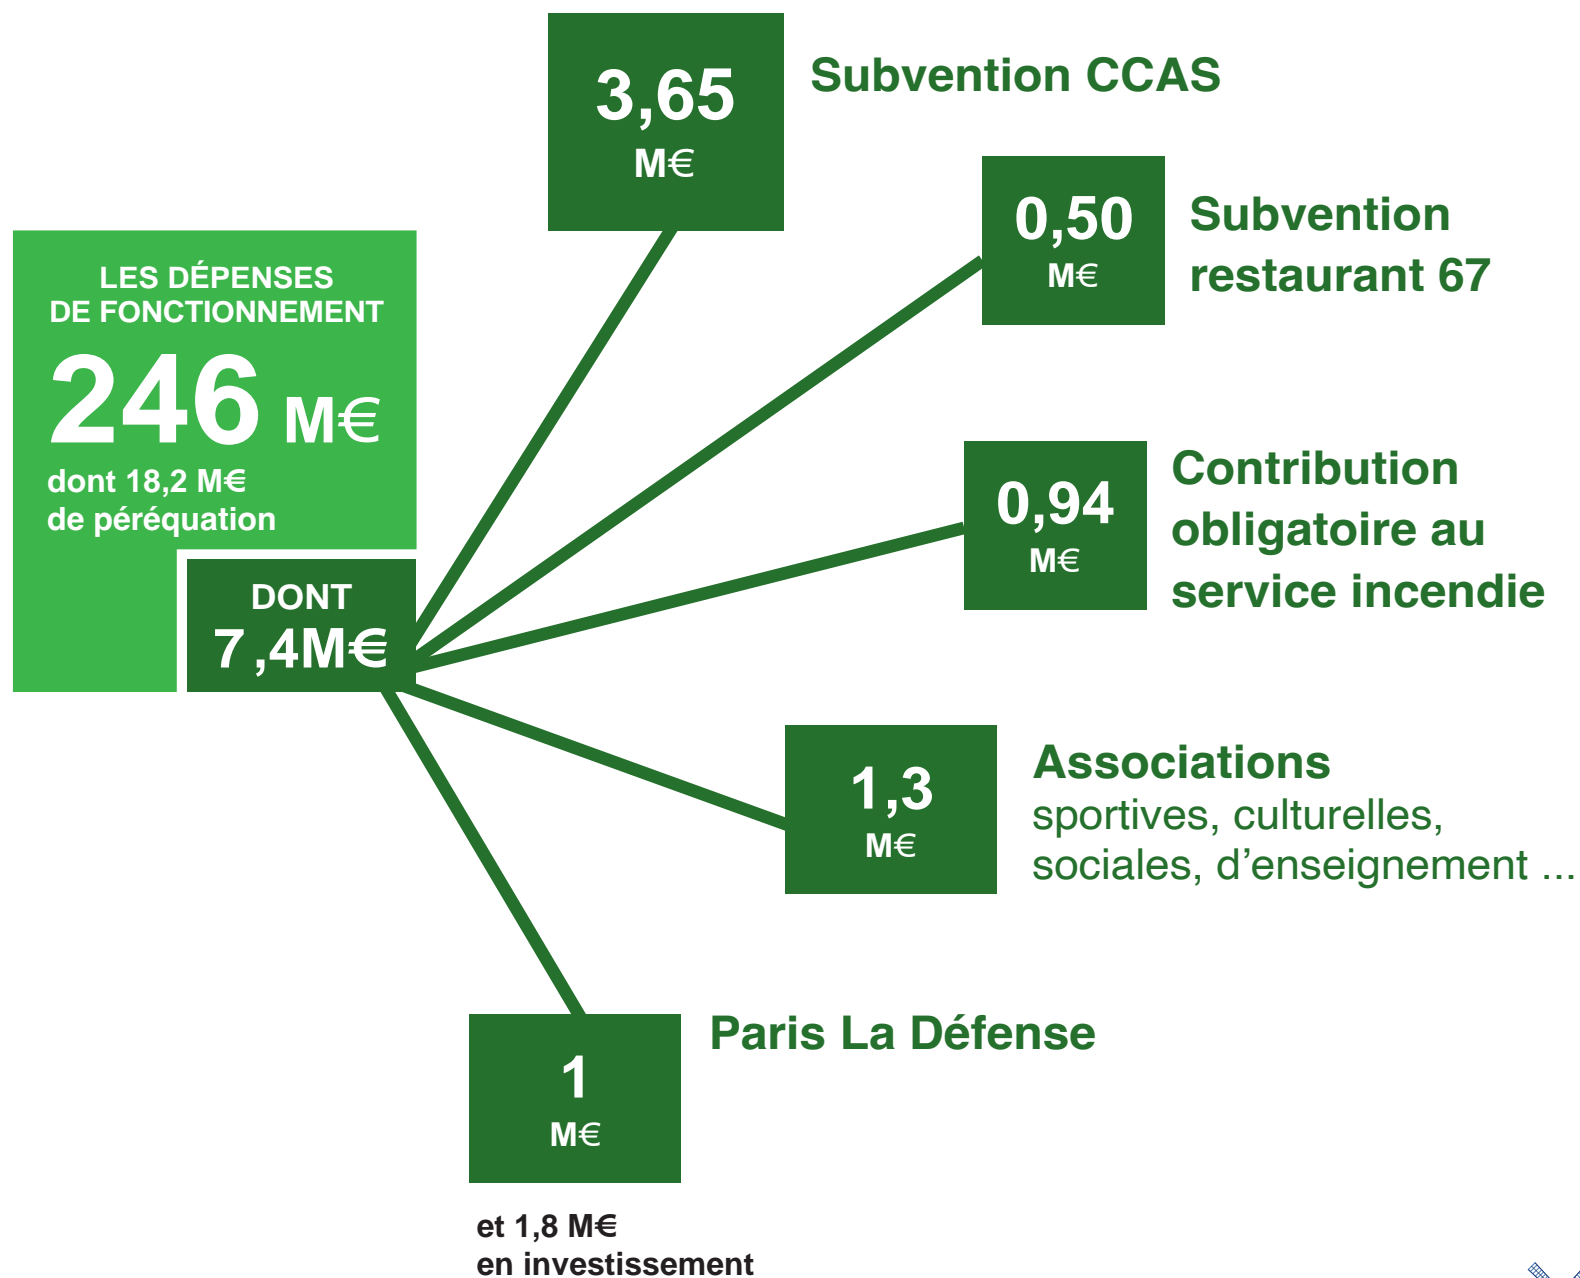 3,65
M€
Subvention CCAS
0,50
M€
Subvention
restaurant 67
LES DÉPENSES
DE FONCTIONNEMENT
246 M€
dont 18,2 M€
de péréquation
DONT
7,4M€
0,94
M€
Contribution
obligatoire au
service incendie
1,3
M€
Associations
sportives, culturelles,
sociales, d’enseignement ...
1
M€
Paris La Défense
et 1,8 M€
en investissement